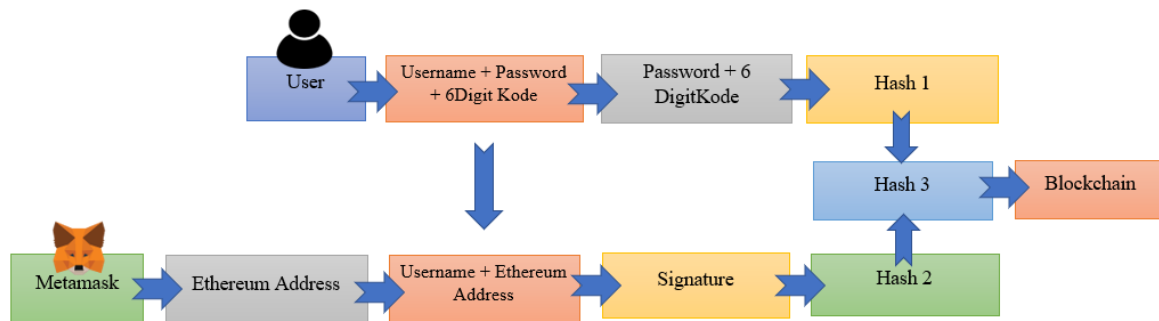 User
Username + Password
+ 6Digit Kode
Password + 6
DigitKode
Hash 1
Hash 3
Blockchain
Metamask
Ethereum Address
Username + Ethereum
Address
Signature
Hash 2